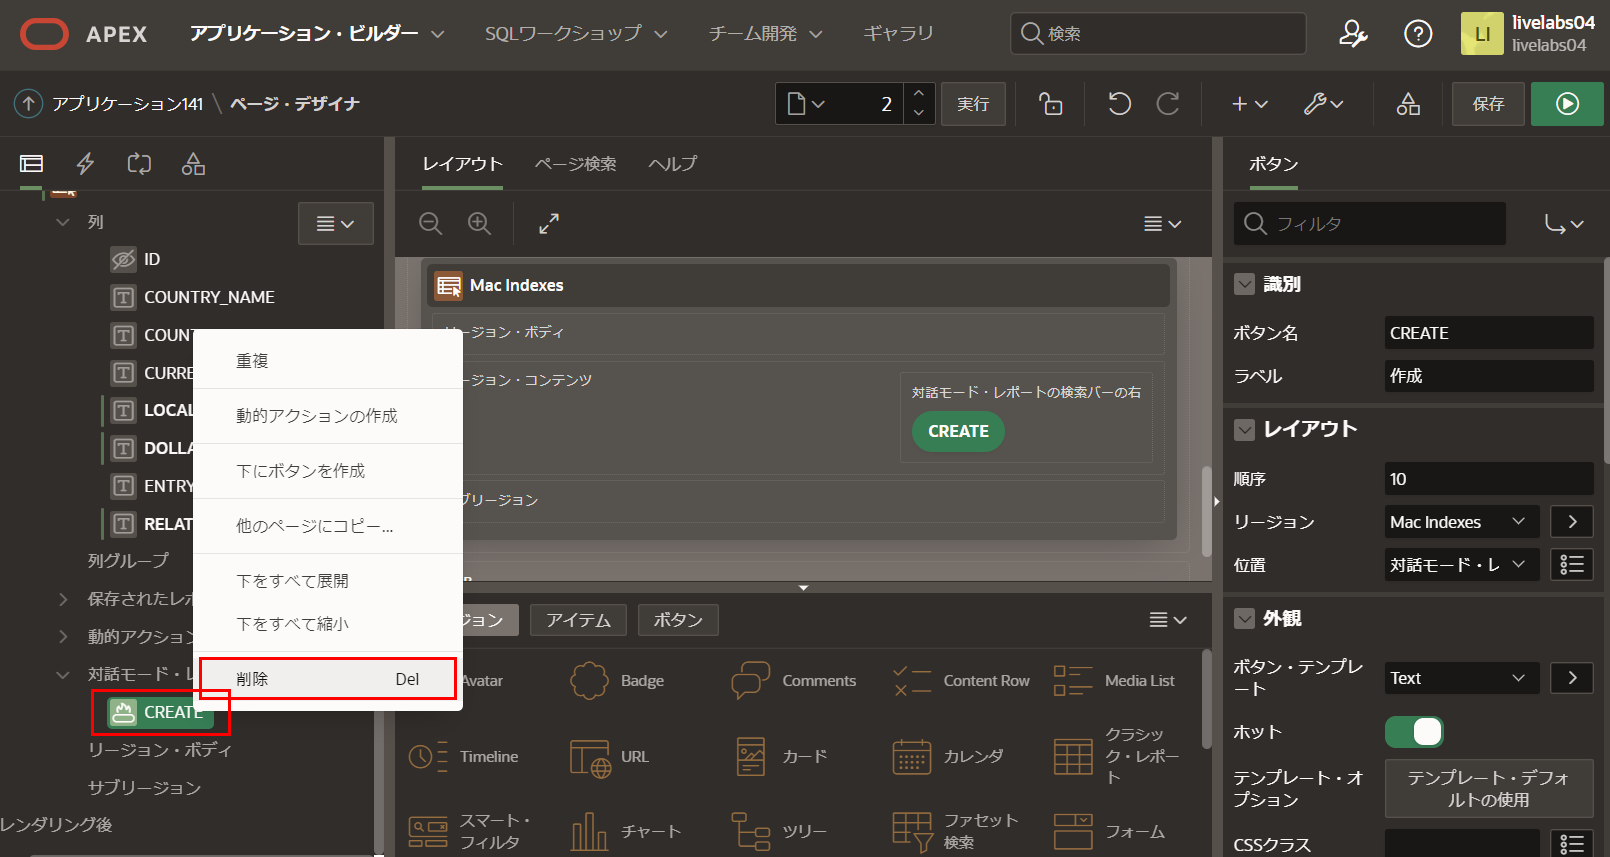 APEX
アプリケーション・ビルダー
SQLワークショップ
チーム開発
ギャラリ
検索
LI
livelabs04
livelabs04
アプリケーション141 \ ページ・デザイナ
2
実行
保存
レイアウト
ページ検索
ヘルプ
ボタン
列
ID
COUNTRY_NAME
COUNT
CURRE
LOCAL
DOLLA
ENTRY
RELAT
列グループ
保存されたレポ
動的アクション
対話モード・レ
CREATE
リージョン・ボディ
サブリージョン
レンダリング後
重複
動的アクションの作成
下にボタンを作成
他のページにコピー...
下をすべて展開
下をすべて縮小
削除
Del
Mac Indexes
ージョン・ボディ
ージョン・コンテンツ
対話モード・レポートの検索バーの右
CREATE
ブリージョン
ジョン
アイテム
ボタン
Avatar
Badge
Comments
Content Row
Media List
Timeline
URL
カード
カレンダ
クラシッ
ク・レポー
ト
スマート・
フィルタ
チャート
ツリー
ファセット
検索
フォーム
フィルタ
識別
ボタン名
CREATE
ラベル
作成
レイアウト
順序
10
リージョン
Mac Indexes
位置
対話モード・レ
外観
ボタン・テンプレ
ート
Text
ホット
テンプレート・オ
プション
テンプレート・デフォ
ルトの使用
CSSクラス